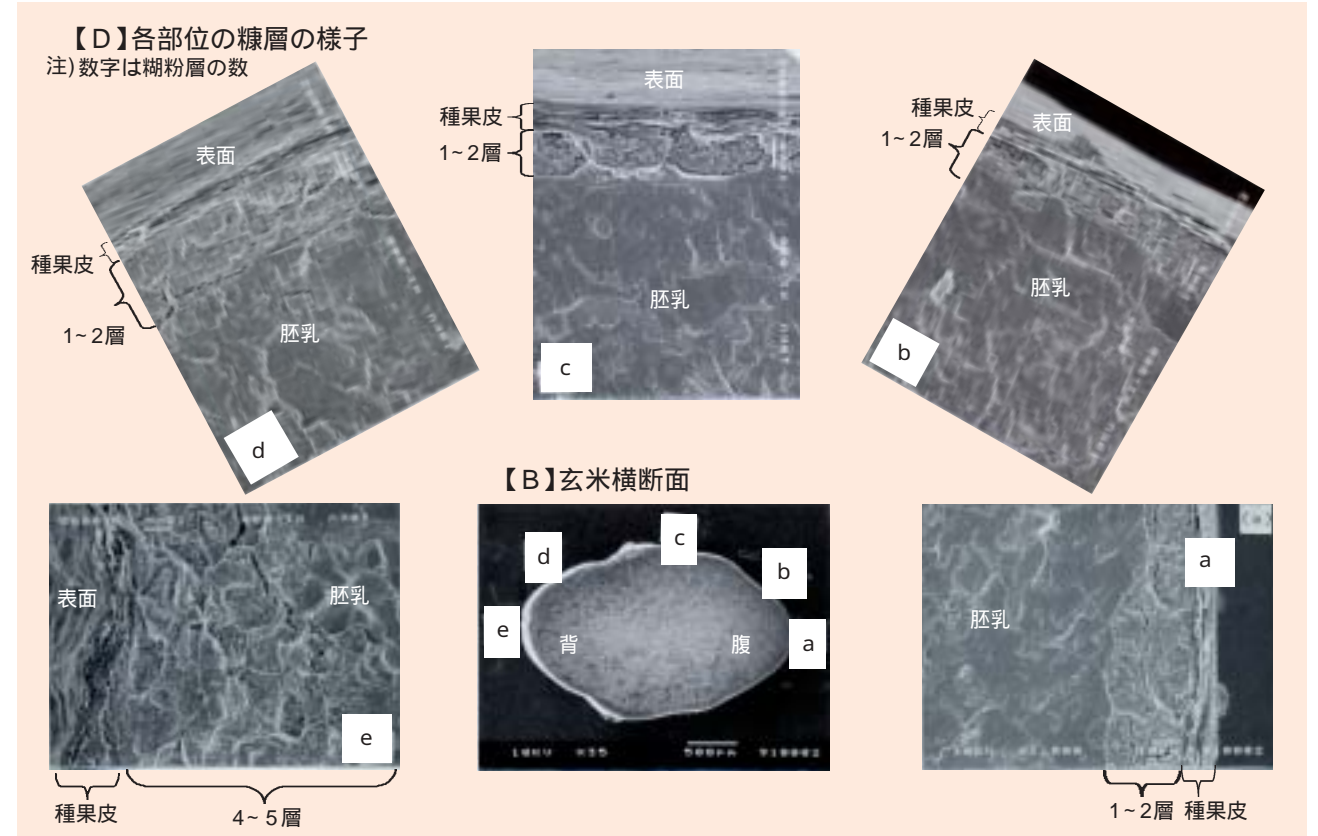 【D】各部位の糠層の様子
注)数字は糊粉層の数
表面
種果皮
1~2層
胚乳
d
種果皮
1~2層
表面
胚乳
c
種果皮
1~2層
表面
胚乳
b
【B】玄米横断面
表面
胚乳
e
種果皮
4~5層
d
c
b
e
背
腹
a
10KV X35 500μm
胚乳
a
1~2層
種果皮